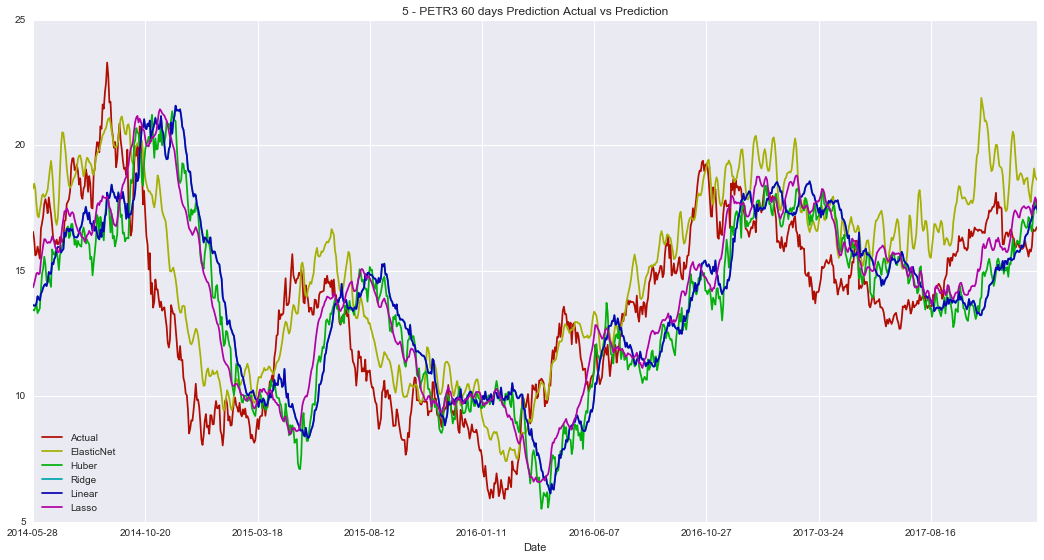 5 - PETR3 60 days Prediction Actual vs Prediction
25
20
15
10
5
Actual
ElasticNet
Huber
Ridge
Linear
Lasso
2014-05-28 2014-10-20 2015-03-18 2015-08-12 2016-01-11 2016-06-07 2016-10-27 2017-03-24 2017-08-16
Date